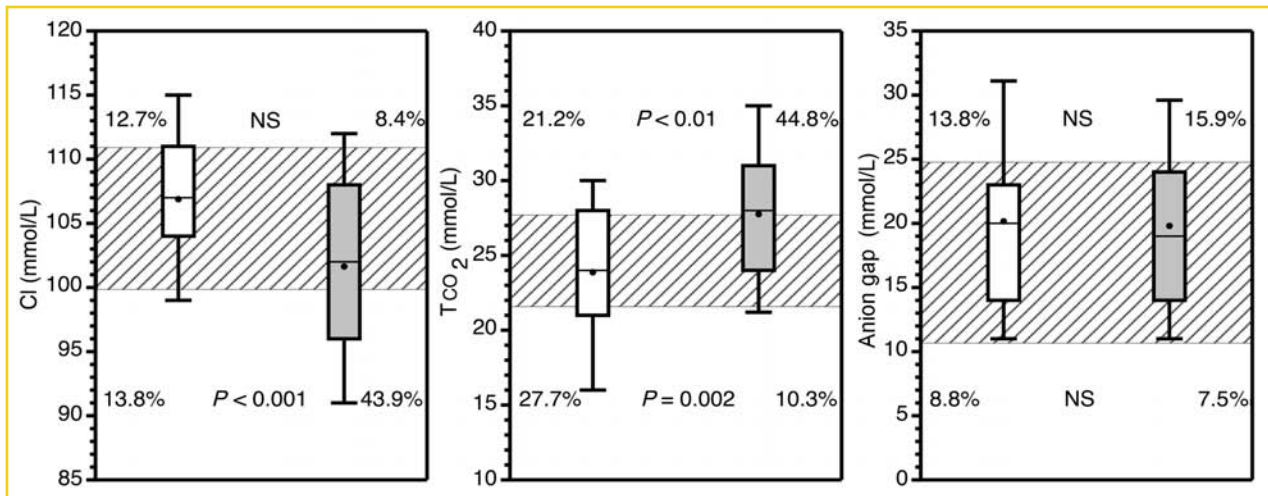 Cl (mmol/L)
120
115
110
105
100
95
90
85
12.7% NS 8.4%
13.8% P < 0.001 43.9%
TCO2 (mmol/L)
40
35
30
25
20
15
10
21.2% P < 0.01 44.8%
27.7% P = 0.002 10.3%
Anion gap (mmol/L)
35
30
25
20
15
10
5
0
13.8% NS 15.9%
8.8% NS 7.5%